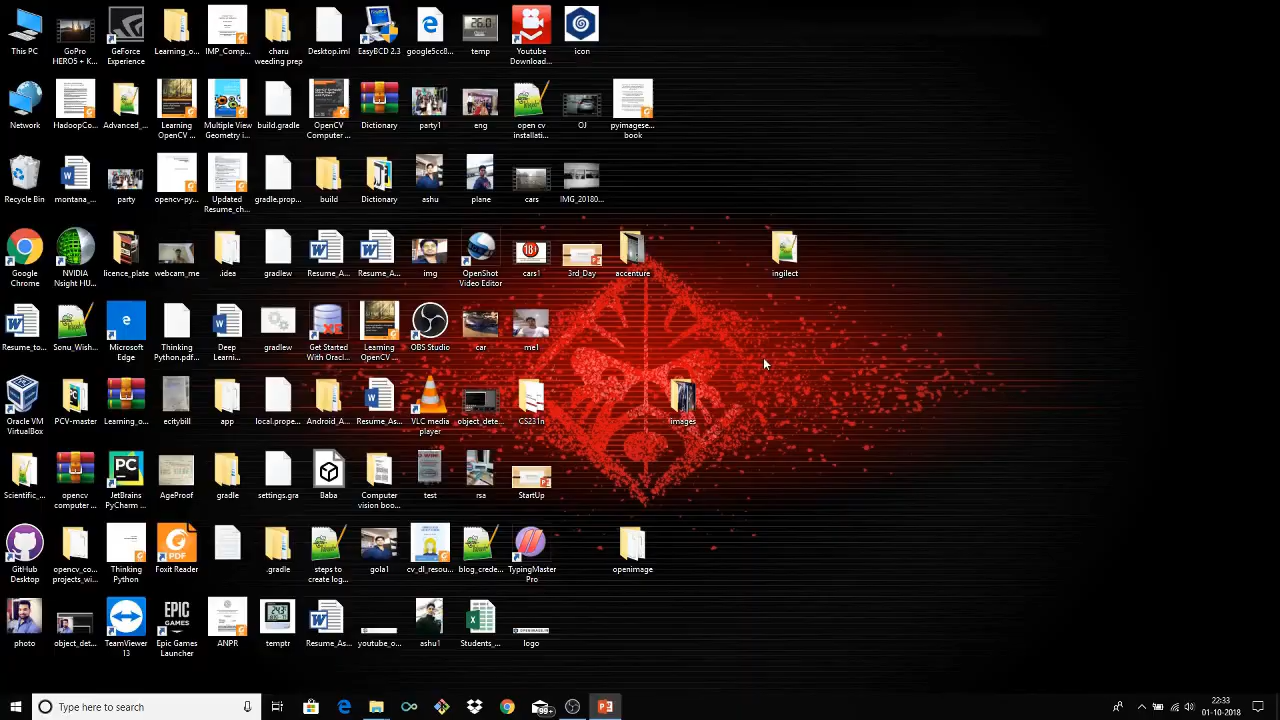 This PC
GoPro
HERO5 + K...
GeForce
Experience
Learning_o...
IMP_Comp...
charu
weeding prep
Desktop.iml
EasyBCD 2.3
google5cc8...
temp
Youtube
Download...
icon
Network
HadoopCo...
Advanced_...
Learning
OpenCV ...
Multiple View
Geometry i...
build.gradle
OpenCV
Computer ...
Dictionary
party1
eng
open cv
installati...
OJ
pyimagese...
book
Recycle Bin
montana_...
party
opencv-py...
Updated
Resume_ch...
gradle.prop...
build
Dictionary
ashu
plane
cars
IMG_20180...
Google
Chrome
NVIDIA
Nsight HU...
licence_plate
webcam_me
.idea
gradlew
Resume_A...
Resume_A...
img
OpenShot
Video Editor
cars1
3rd_Day
accenture
ingilect
Resume_to...
Sonu_Wish...
Microsoft
Edge
Thinking
Python.pdf...
Deep
Learni...
gradlew
Get Started
With Oracl...
Learning
OpenCV ...
OBS Studio
car
me1
Oracle VM
VirtualBox
PCV-master
Learning_o...
ecitybill
app
local.prope...
Android_A...
Resume_As...
VLC media
player
object_dete...
CS231n
images
Scientific_...
opencv
computer ...
JetBrains
PyCharm ...
AgeProof
gradle
settings.gra
Baba
Computer
vision boo...
test
rsa
StartUp
GitHub
Desktop
opencv_co...
projects_wi...
Thinking
Python
Foxit Reader
.gradle
steps to
create log...
gola1
cv_dl_resou...
blog_crede...
TypingMaster
Pro
openimage
photo
object_det...
TeamViewer
13
Epic Games
Launcher
ANPR
temptr
Resume_As...
youtube_o...
ashu1
Students_...
logo
Type here to search
99+
22:33
01-10-2018